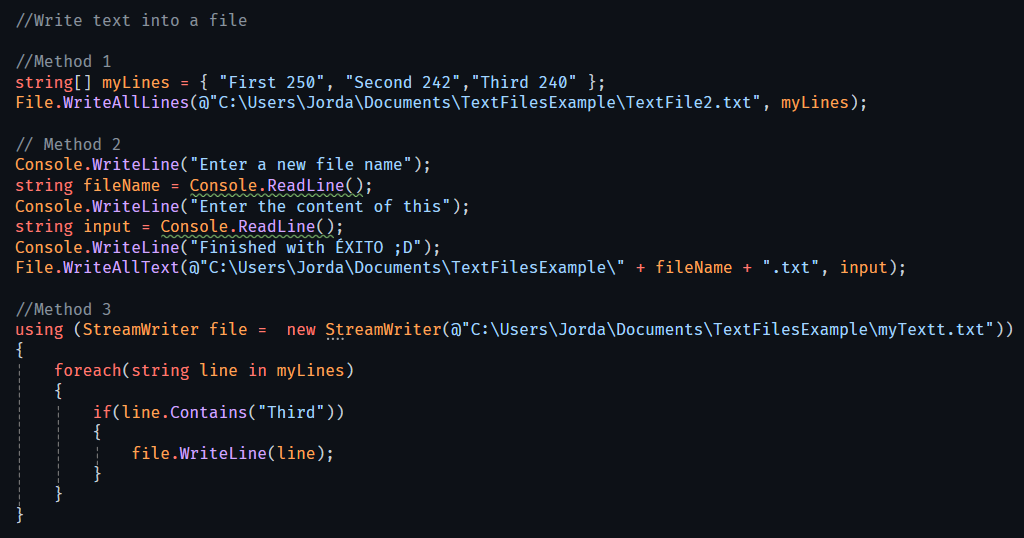 //Write text into a file
//Method 1
string[] myLines = { "First 250", "Second 242","Third 240" };
File.WriteAllLines(@"C:\Users\Jorda\Documents\TextFilesExample\TextFile2.txt", myLines);
// Method 2
Console.WriteLine("Enter a new file name");
string fileName = Console.ReadLine();
Console.WriteLine("Enter the content of this");
string input = Console.ReadLine();
Console.WriteLine("Finished with ÉXITO ;D");
File.WriteAllText(@"C:\Users\Jorda\Documents\TextFilesExample\" + fileName + ".txt", input);
//Method 3
using (StreamWriter file =  new StreamWriter(@"C:\Users\Jorda\Documents\TextFilesExample\myTextt.txt"))
{
    foreach(string line in myLines)
    {
        if(line.Contains("Third"))
        {
            file.WriteLine(line);
        }
    }
}